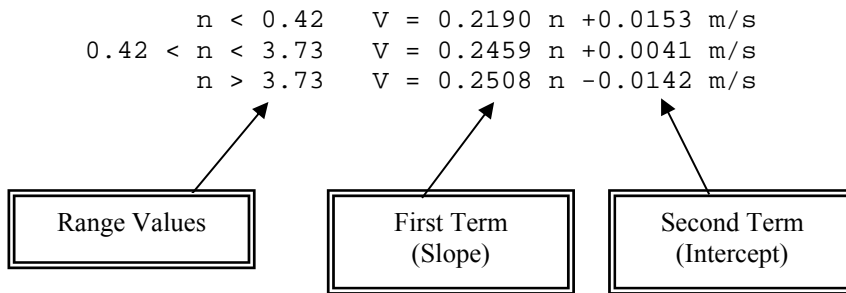 n < 0.42 V = 0.2190 n +0.0153 m/s
0.42 < n < 3.73 V = 0.2459 n +0.0041 m/s
n > 3.73 V = 0.2508 n -0.0142 m/s
Range Values
First Term
(Slope)
Second Term
(Intercept)